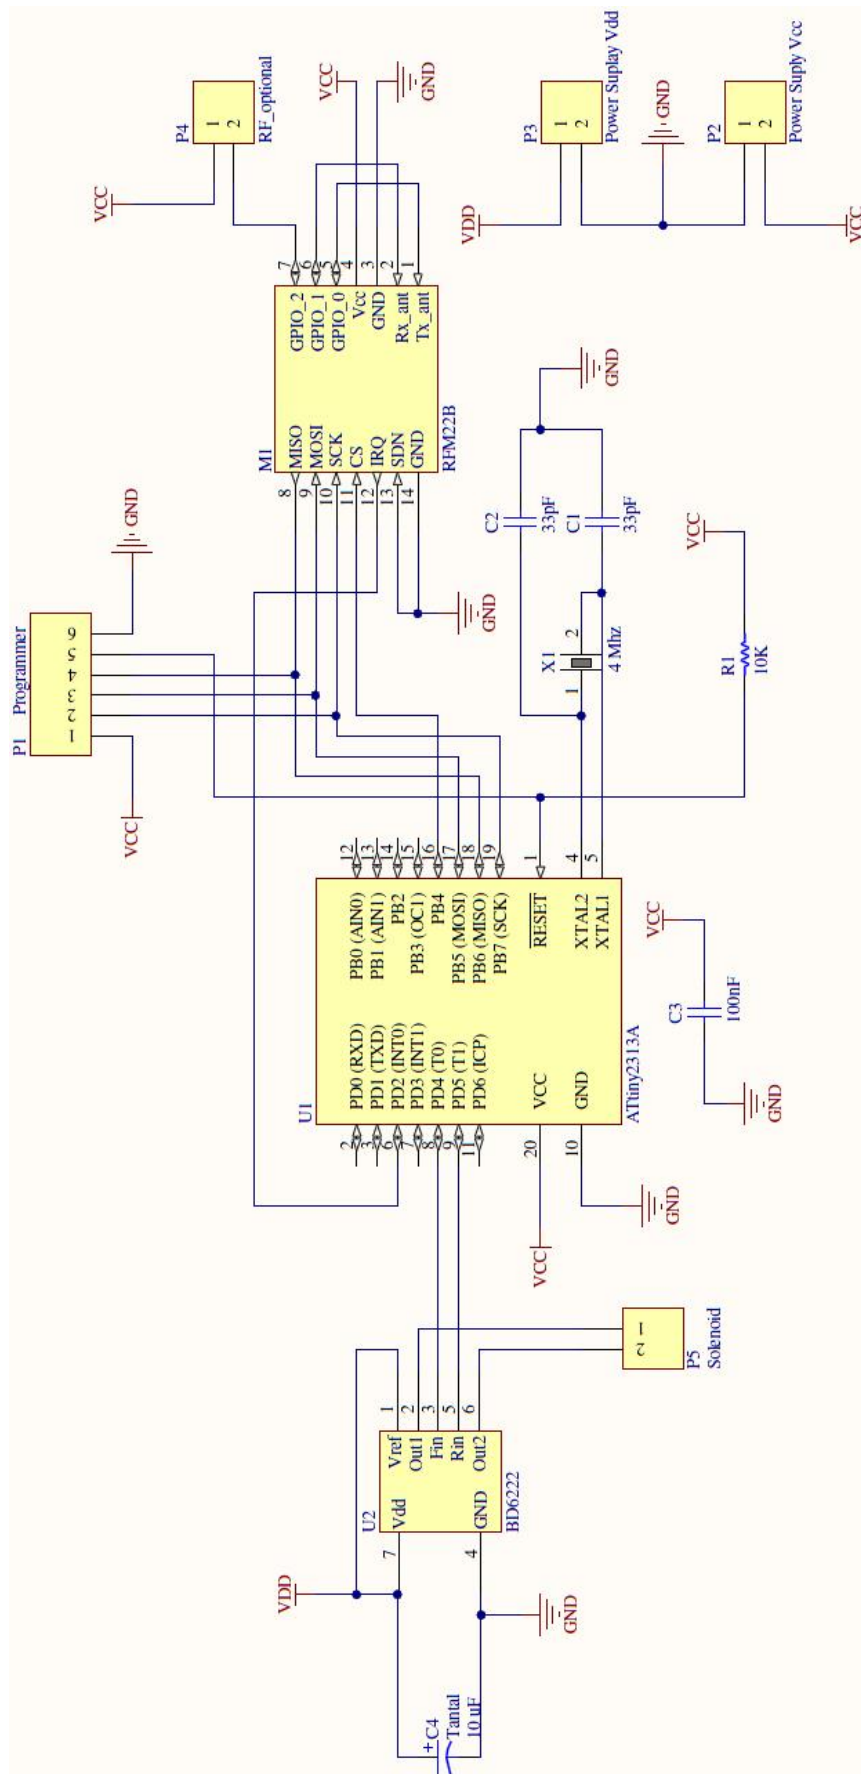 VCC
P4
1
2
RF_optional
VCC
GND
P3
1
2
Power Suplay Vdd
VDD
GND
P2
1
2
Power Suply Vcc
VCC
7
6
5
4
3
2
1
GPIO_2
GPIO_1
GPIO_0
Vcc
GND
Rx_ant
Tx_ant
M1
MISO
MOSI
SCK
CS
IRQ
SDN
GND
RFM22B
8
9
10
11
12
13
14
GND
P1
Programmer
1
2
3
4
5
6
GND
VCC
GND
C2
33pF
C1
33pF
X1
1
2
4 Mhz
VCC
R1
10K
12
13
14
15
16
17
18
19
1
4
5
PB0 (AIN0)
PB1 (AIN1)
PB2
PB3 (OC1)
PB4
PB5 (MOSI)
PB6 (MISO)
PB7 (SCK)
RESET
XTAL2
XTAL1
U1
PD0 (RXD)
PD1 (TXD)
PD2 (INT0)
PD3 (INT1)
PD4 (T0)
PD5 (T1)
PD6 (ICP)
VCC
GND
ATtiny2313A
2
3
6
7
8
9
11
20
10
VCC
GND
VCC
C3
100nF
GND
P5
Solenoid
1
2
1
2
3
5
6
Vref
Out1
Fin
Rin
Out2
U2
Vdd
GND
BD6222
7
4
VDD
GND
+
C4
Tantal
10 uF